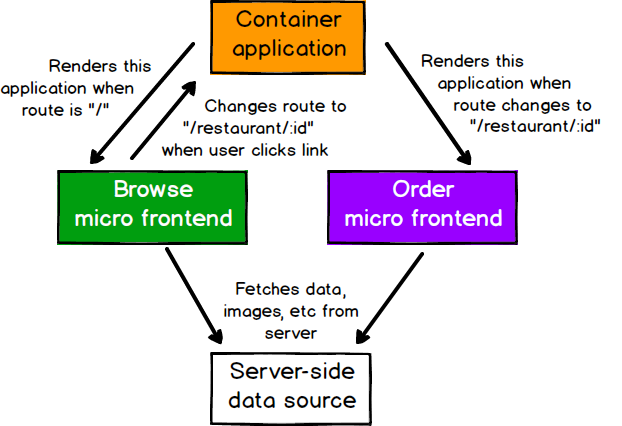 Container
application
Renders this
application when
route is "/"
Changes route to
"/restaurant/:id"
when user clicks link
Renders this
application when
route changes to
"/restaurant/:id"
Browse
micro frontend
Order
micro frontend
Fetches data,
images, etc from
server
Server-side
data source